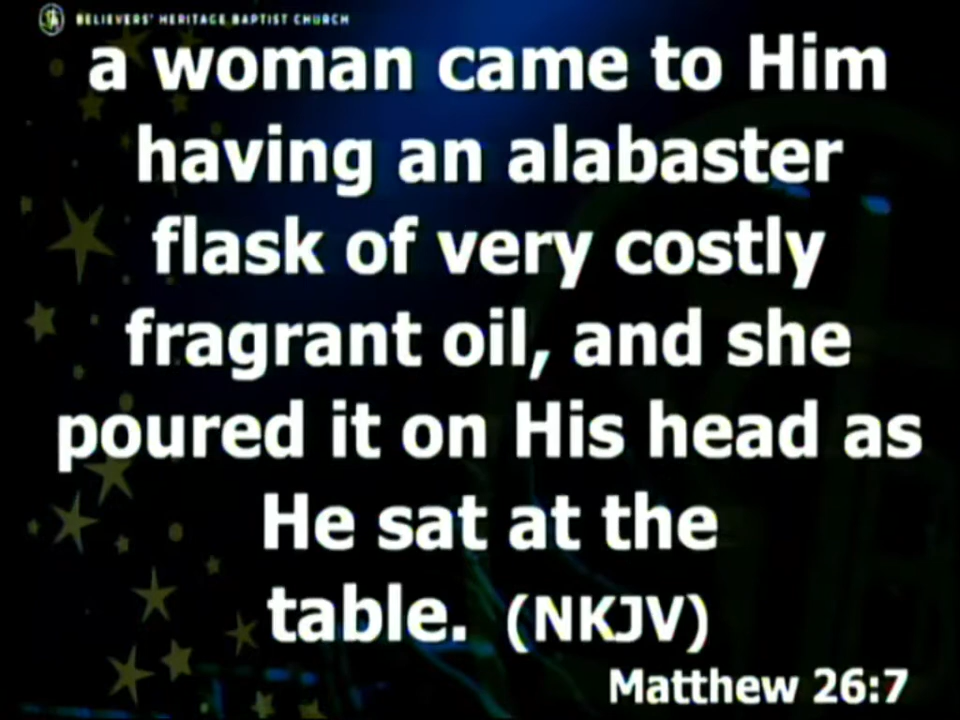 BELIEVERS' HERITAGE BAPTIST CHURCH
a woman came to Him
having an alabaster
flask of very costly
fragrant oil, and she
poured it on His head as
He sat at the
table. (NKJV)
Matthew 26:7